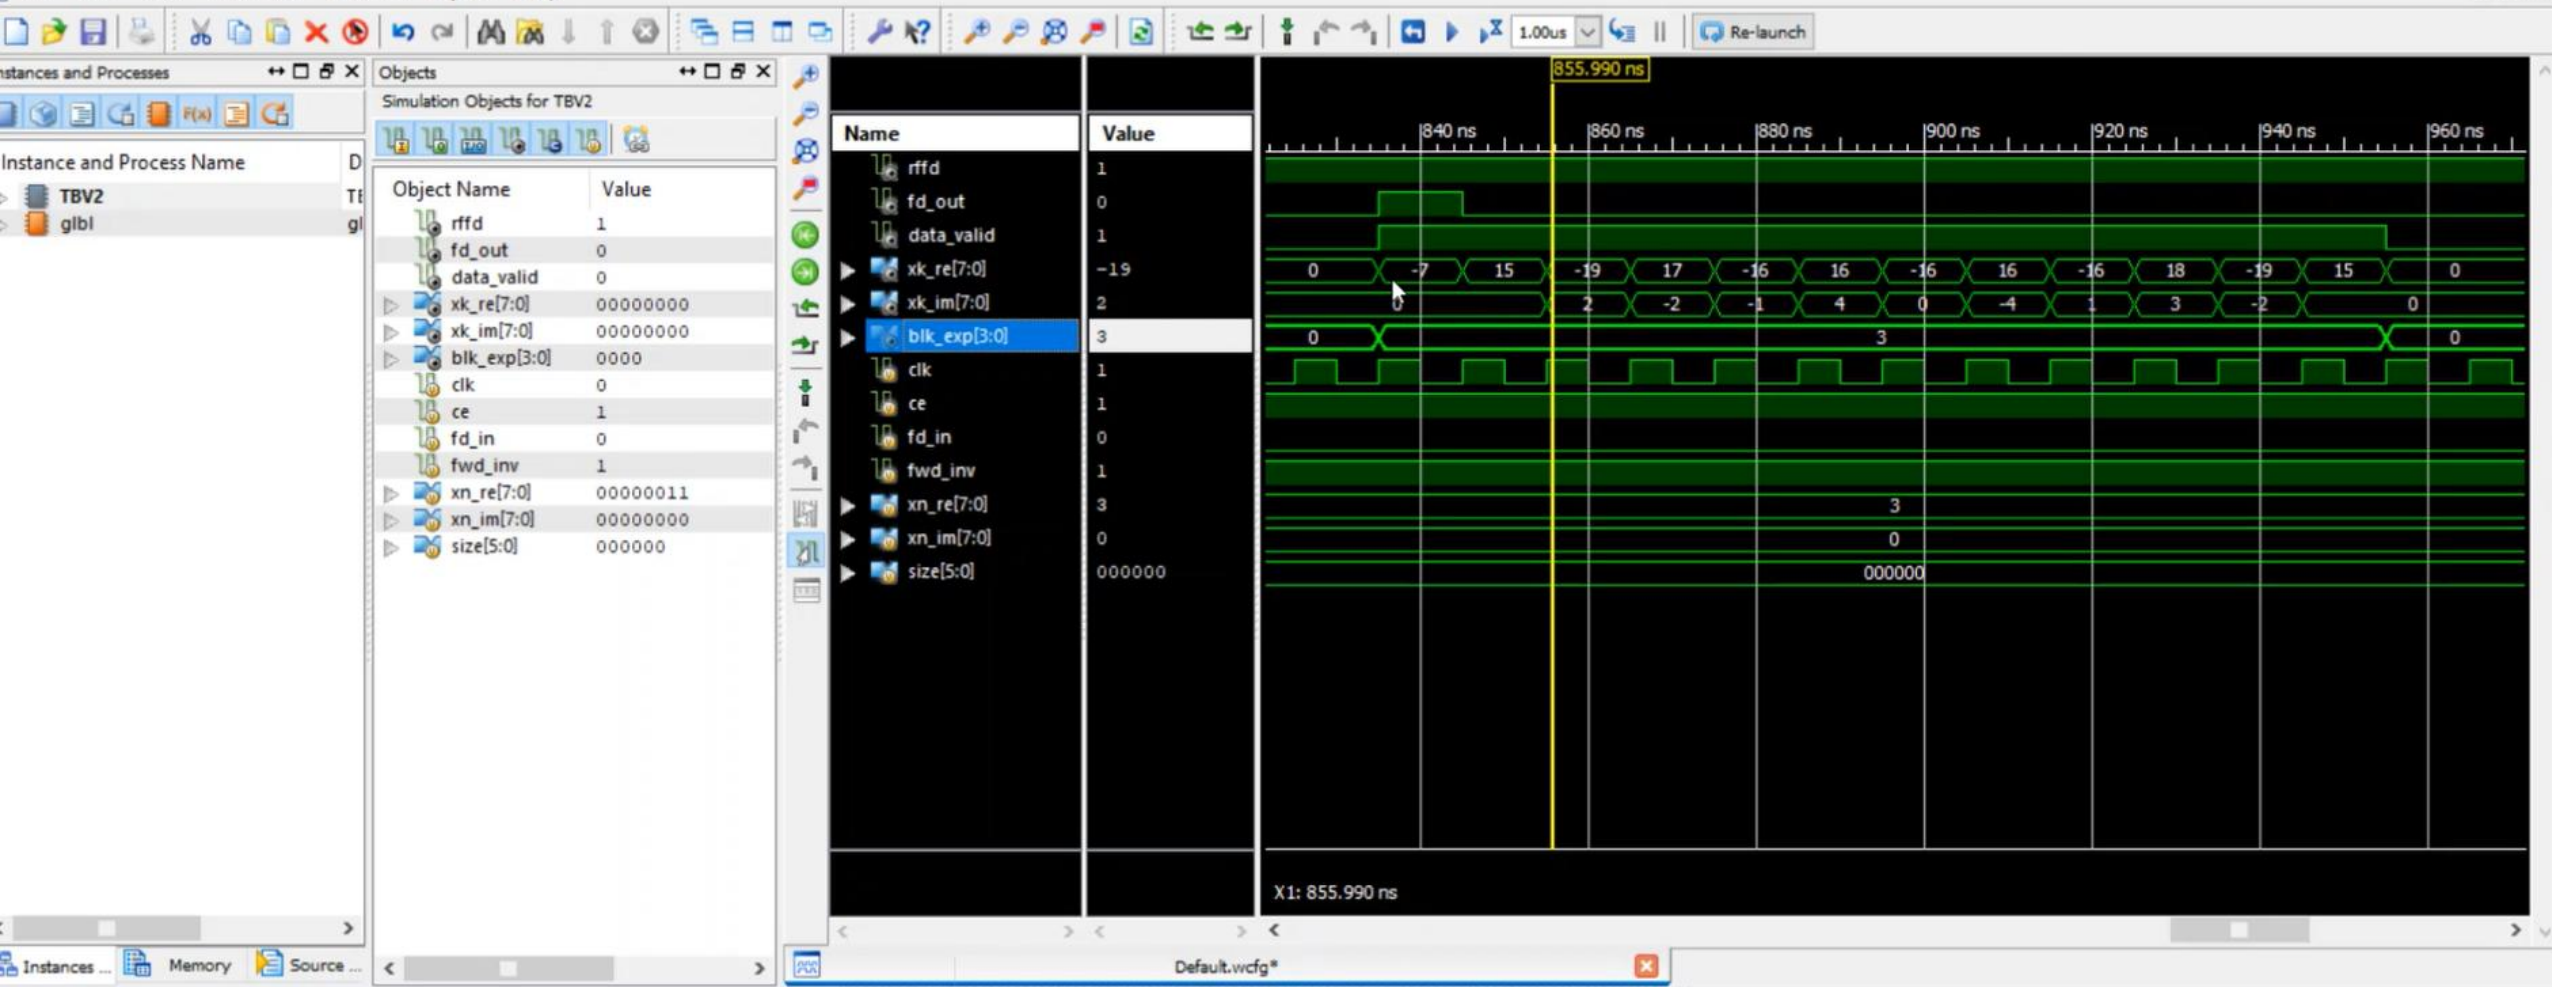 1.00us
Re-launch
nstances and Processes
Objects
Simulation Objects for TBV2
F(x)
Instance and Process Name
D
TBV2
glbl
gl
Object Name
Value
rffd
1
fd_out
0
data_valid
0
xk_re[7:0]
00000000
xk_im[7:0]
00000000
blk_exp[3:0]
0000
clk
0
ce
1
fd_in
0
fwd_inv
1
xn_re[7:0]
00000011
xn_im[7:0]
00000000
size[5:0]
000000
Name
Value
rffd
1
fd_out
0
data_valid
1
xk_re[7:0]
-19
xk_im[7:0]
2
blk_exp[3:0]
3
clk
1
ce
1
fd_in
0
fwd_inv
1
xn_re[7:0]
3
xn_im[7:0]
0
size[5:0]
000000
855.990 ns
840 ns 860 ns 880 ns 900 ns 920 ns 940 ns 960 ns
0 -7 15 -19 17 -16 16 -16 16 -16 18 -19 15 0
0 2 -2 -1 4 0 -4 1 3 -2 0
0 3 0
3
0
000000
X1: 855.990 ns
Instances ...
Memory
Source ...
Default.wcfg*